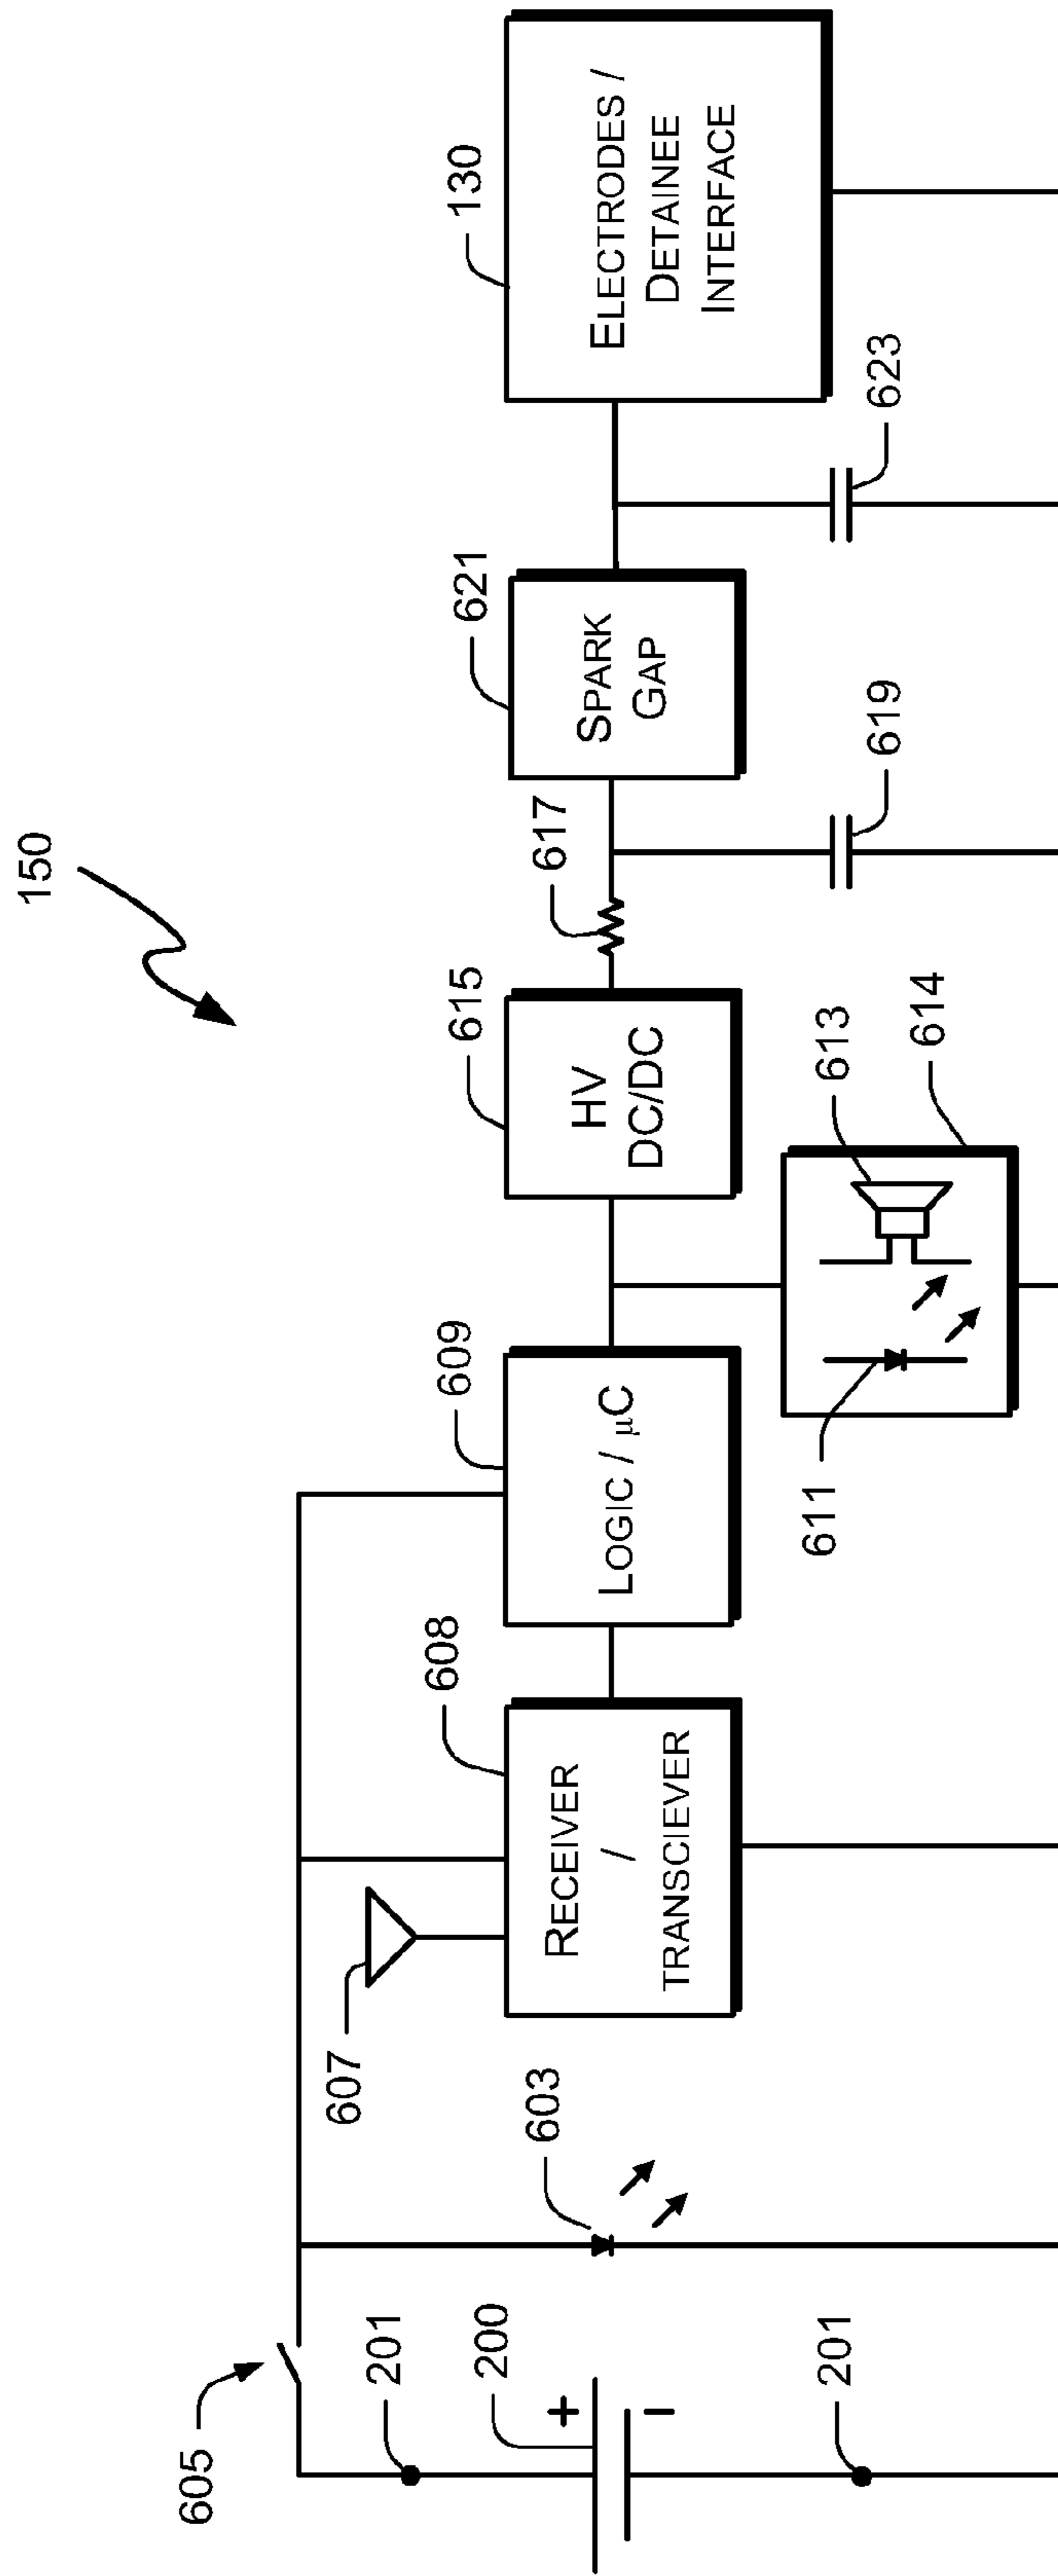 150
605
201
200
+
–
201
603
607
608
RECEIVER
/
TRANSCIEVER
609
LOGIC / µC
611
613
614
615
HV
DC/DC
617
619
621
SPARK
GAP
623
130
ELECTRODES /
DETAINEE
INTERFACE